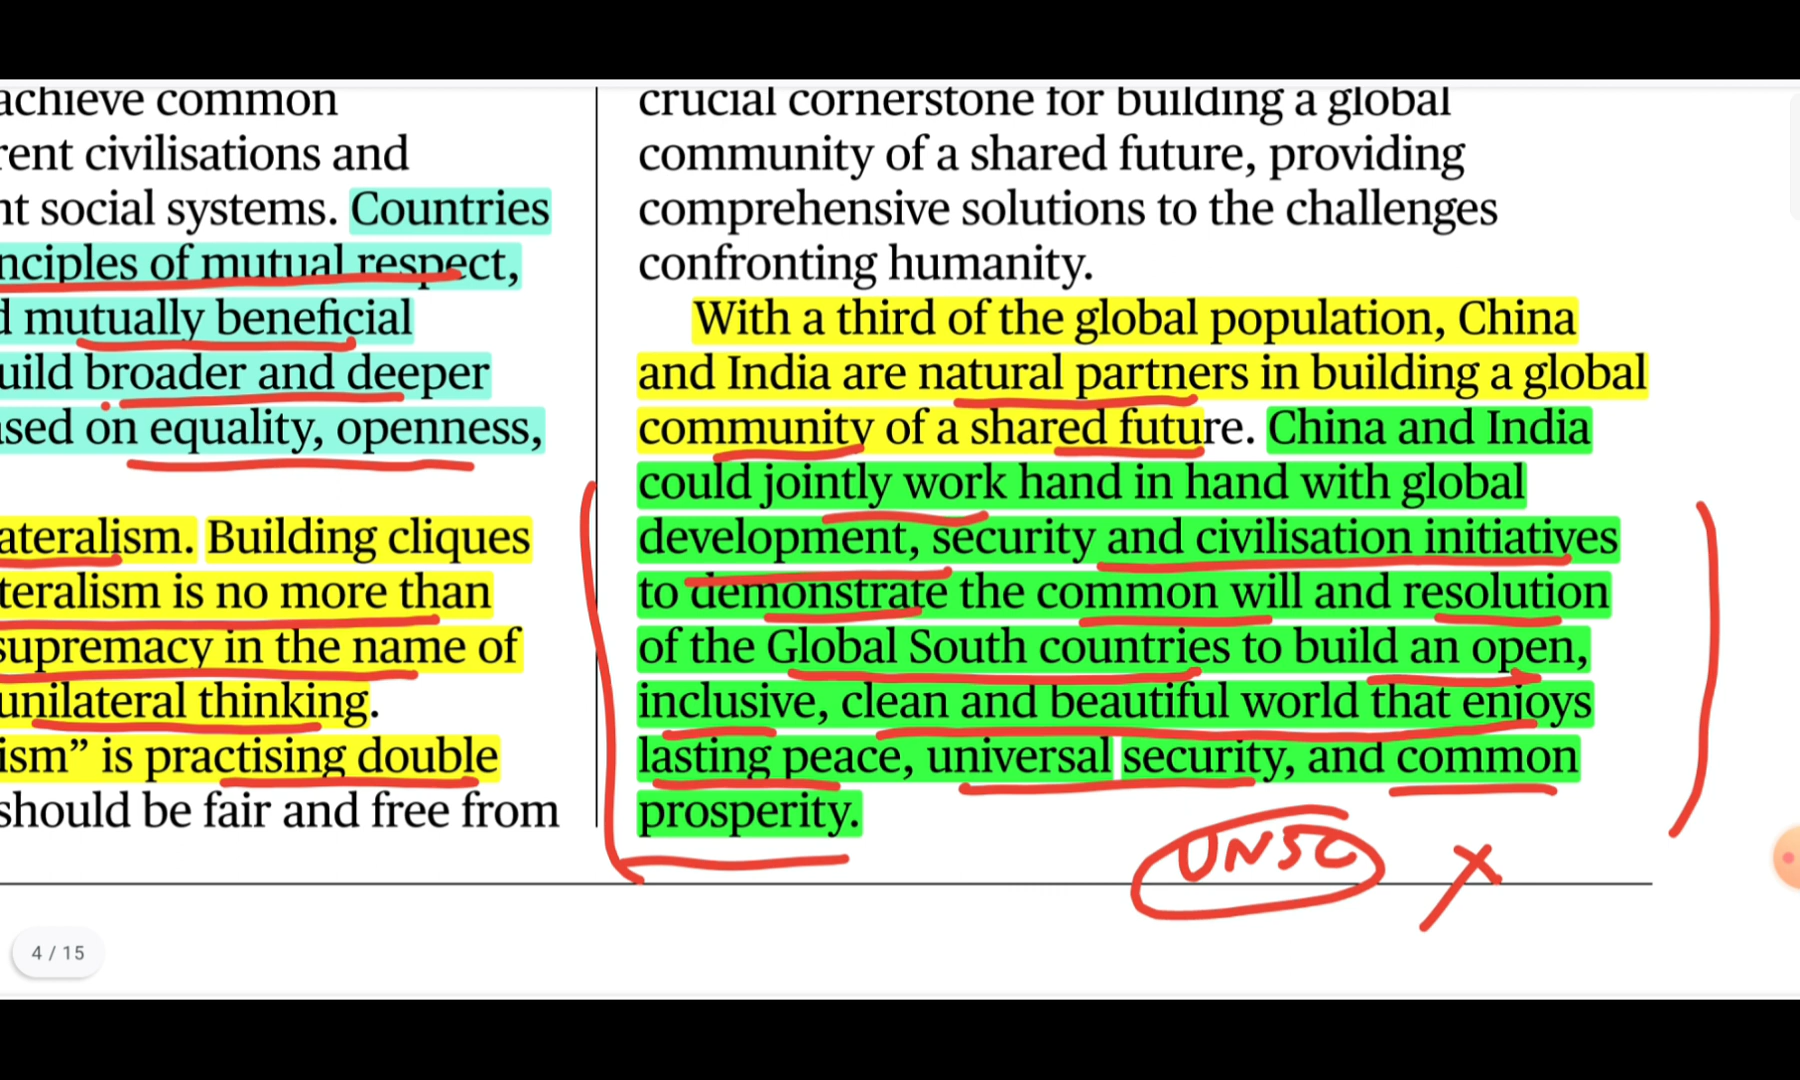 achieve common
rent civilisations and
nt social systems. Countries
nciples of mutual respect,
d mutually beneficial
uild broader and deeper
ased on equality, openness,
ateralism. Building cliques
teralism is no more than
supremacy in the name of
unilateral thinking.
ism” is practising double
should be fair and free from
crucial cornerstone for building a global
community of a shared future, providing
comprehensive solutions to the challenges
confronting humanity.
With a third of the global population, China
and India are natural partners in building a global
community of a shared future. China and India
could jointly work hand in hand with global
development, security and civilisation initiatives
to demonstrate the common will and resolution
of the Global South countries to build an open,
inclusive, clean and beautiful world that enjoys
lasting peace, universal security, and common
prosperity.
UNSC
4 / 15